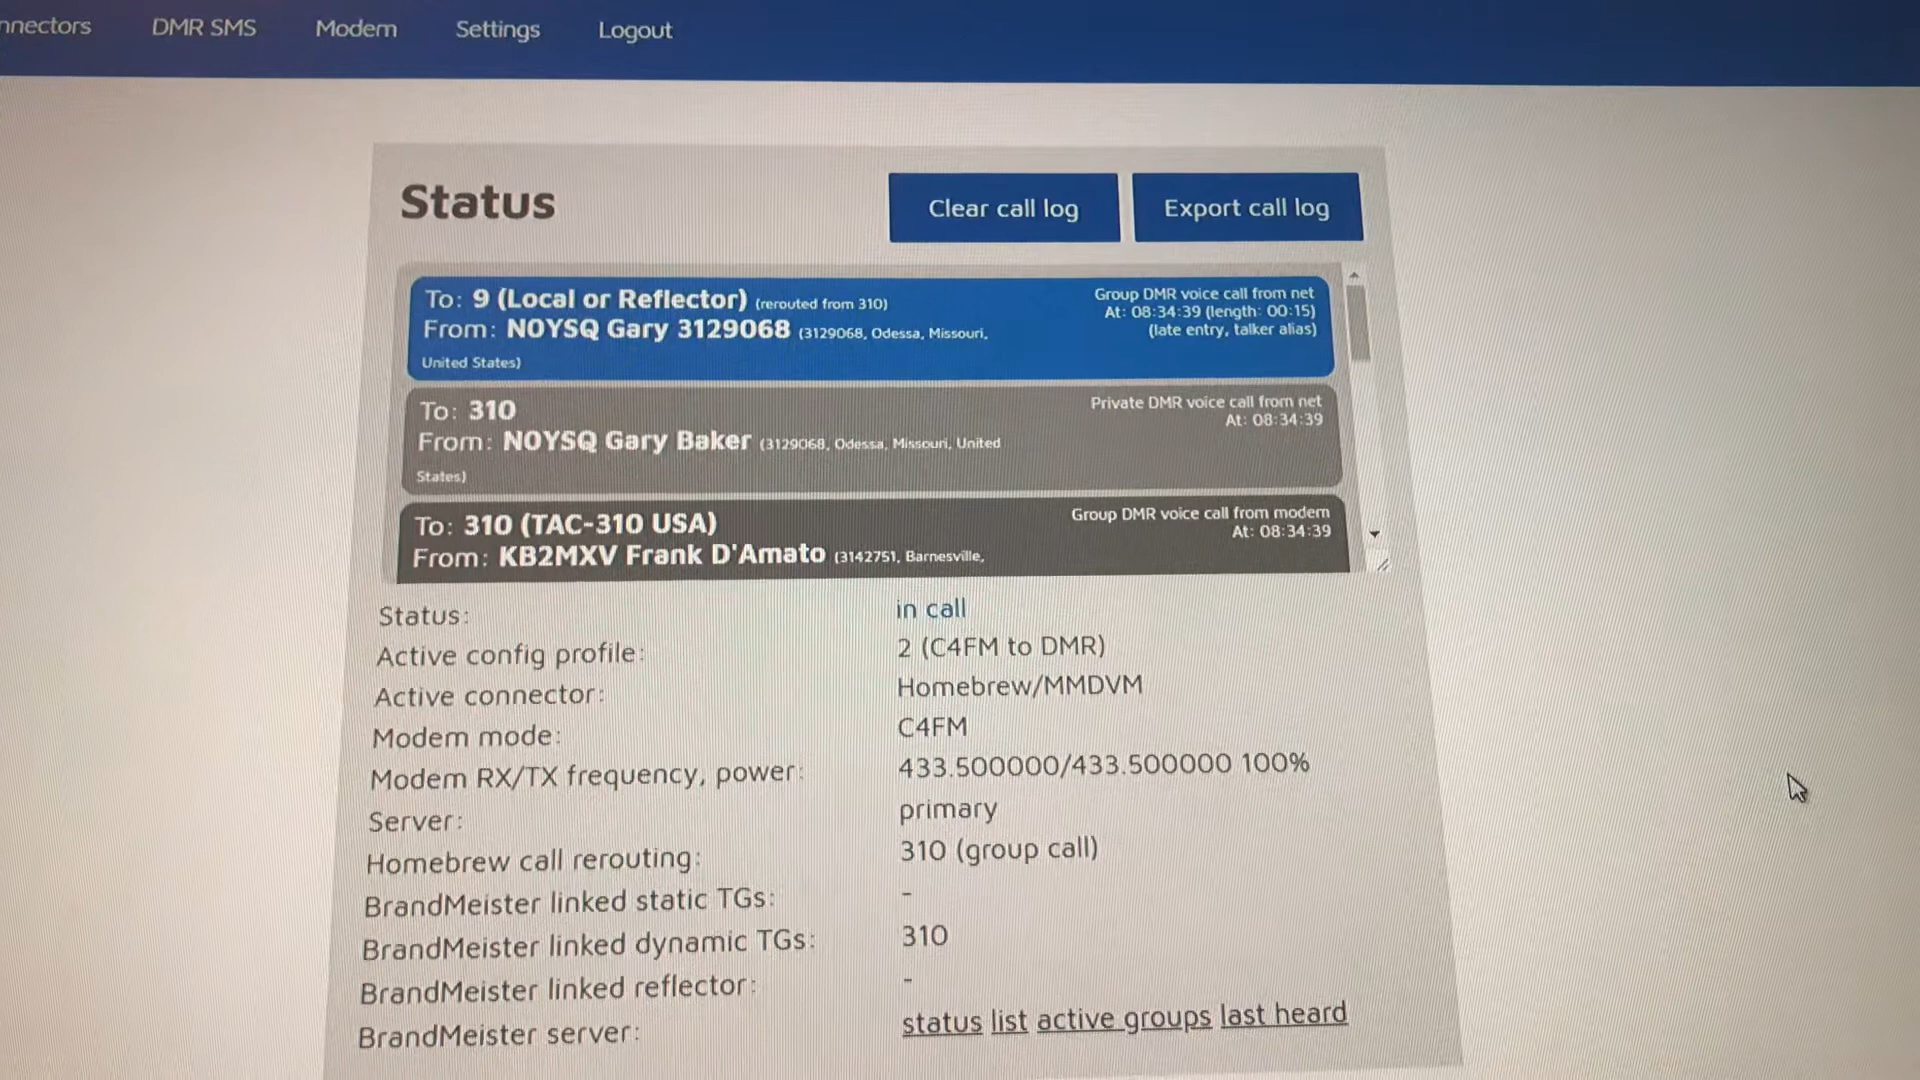 nnectors DMR SMS Modem Settings Logout
Status
Clear call log
Export call log
To: 9 (Local or Reflector) (rerouted from 310)
From: N0YSQ Gary 3129068 (3129068, Odessa, Missouri,
United States)
Group DMR voice call from net
At: 08:34:39 (length: 00:15)
(late entry, talker alias)
To: 310
From: N0YSQ Gary Baker (3129068, Odessa, Missouri, United
States)
Private DMR voice call from net
At: 08:34:39
To: 310 (TAC-310 USA)
From: KB2MXV Frank D'Amato (3142751, Barnesville,
Group DMR voice call from modem
At: 08:34:39
Status: in call
Active config profile: 2 (C4FM to DMR)
Active connector: Homebrew/MMDVM
Modem mode: C4FM
Modem RX/TX frequency, power: 433.500000/433.500000 100%
Server: primary
Homebrew call rerouting: 310 (group call)
BrandMeister linked static TGs: -
BrandMeister linked dynamic TGs: 310
BrandMeister linked reflector: -
BrandMeister server: status list active groups last heard